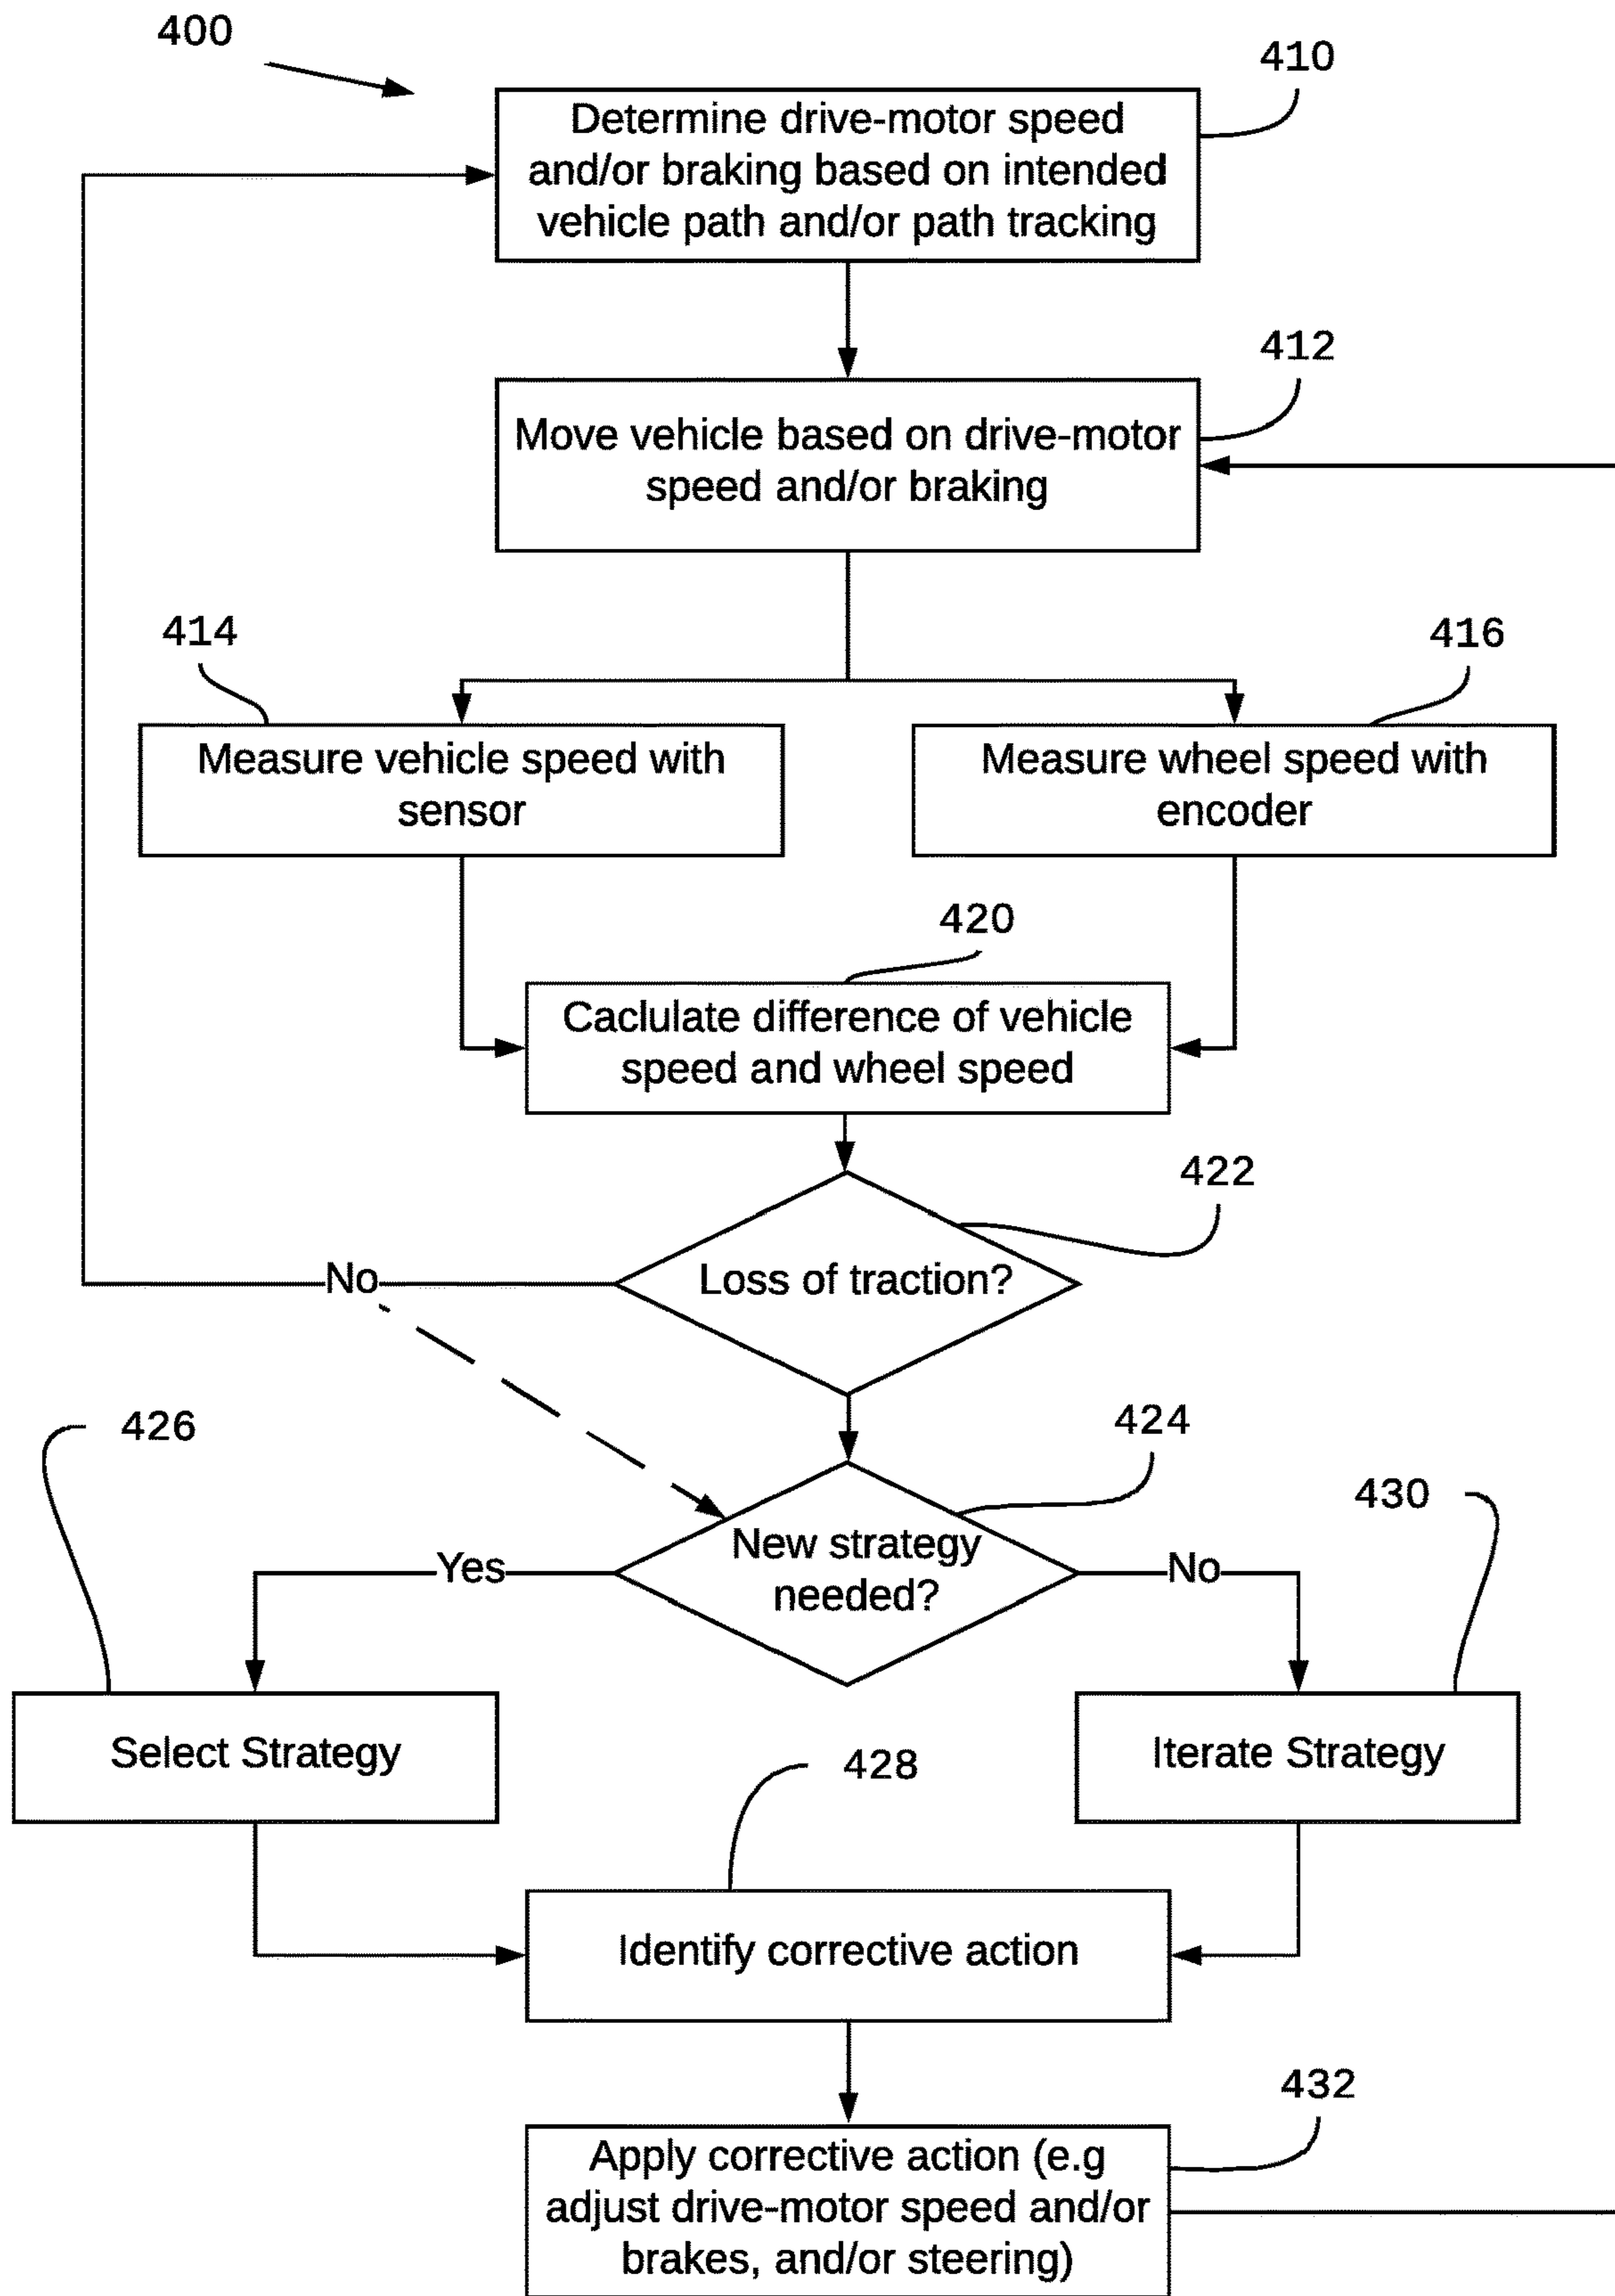 400
410
Determine drive-motor speed
and/or braking based on intended
vehicle path and/or path tracking
412
Move vehicle based on drive-motor
speed and/or braking
414
416
Measure vehicle speed with
sensor
Measure wheel speed with
encoder
420
Caclulate difference of vehicle
speed and wheel speed
422
Loss of traction?
No
424
426
430
New strategy
needed?
Yes
No
Select Strategy
Iterate Strategy
428
Identify corrective action
432
Apply corrective action (e.g
adjust drive-motor speed and/or
brakes, and/or steering)